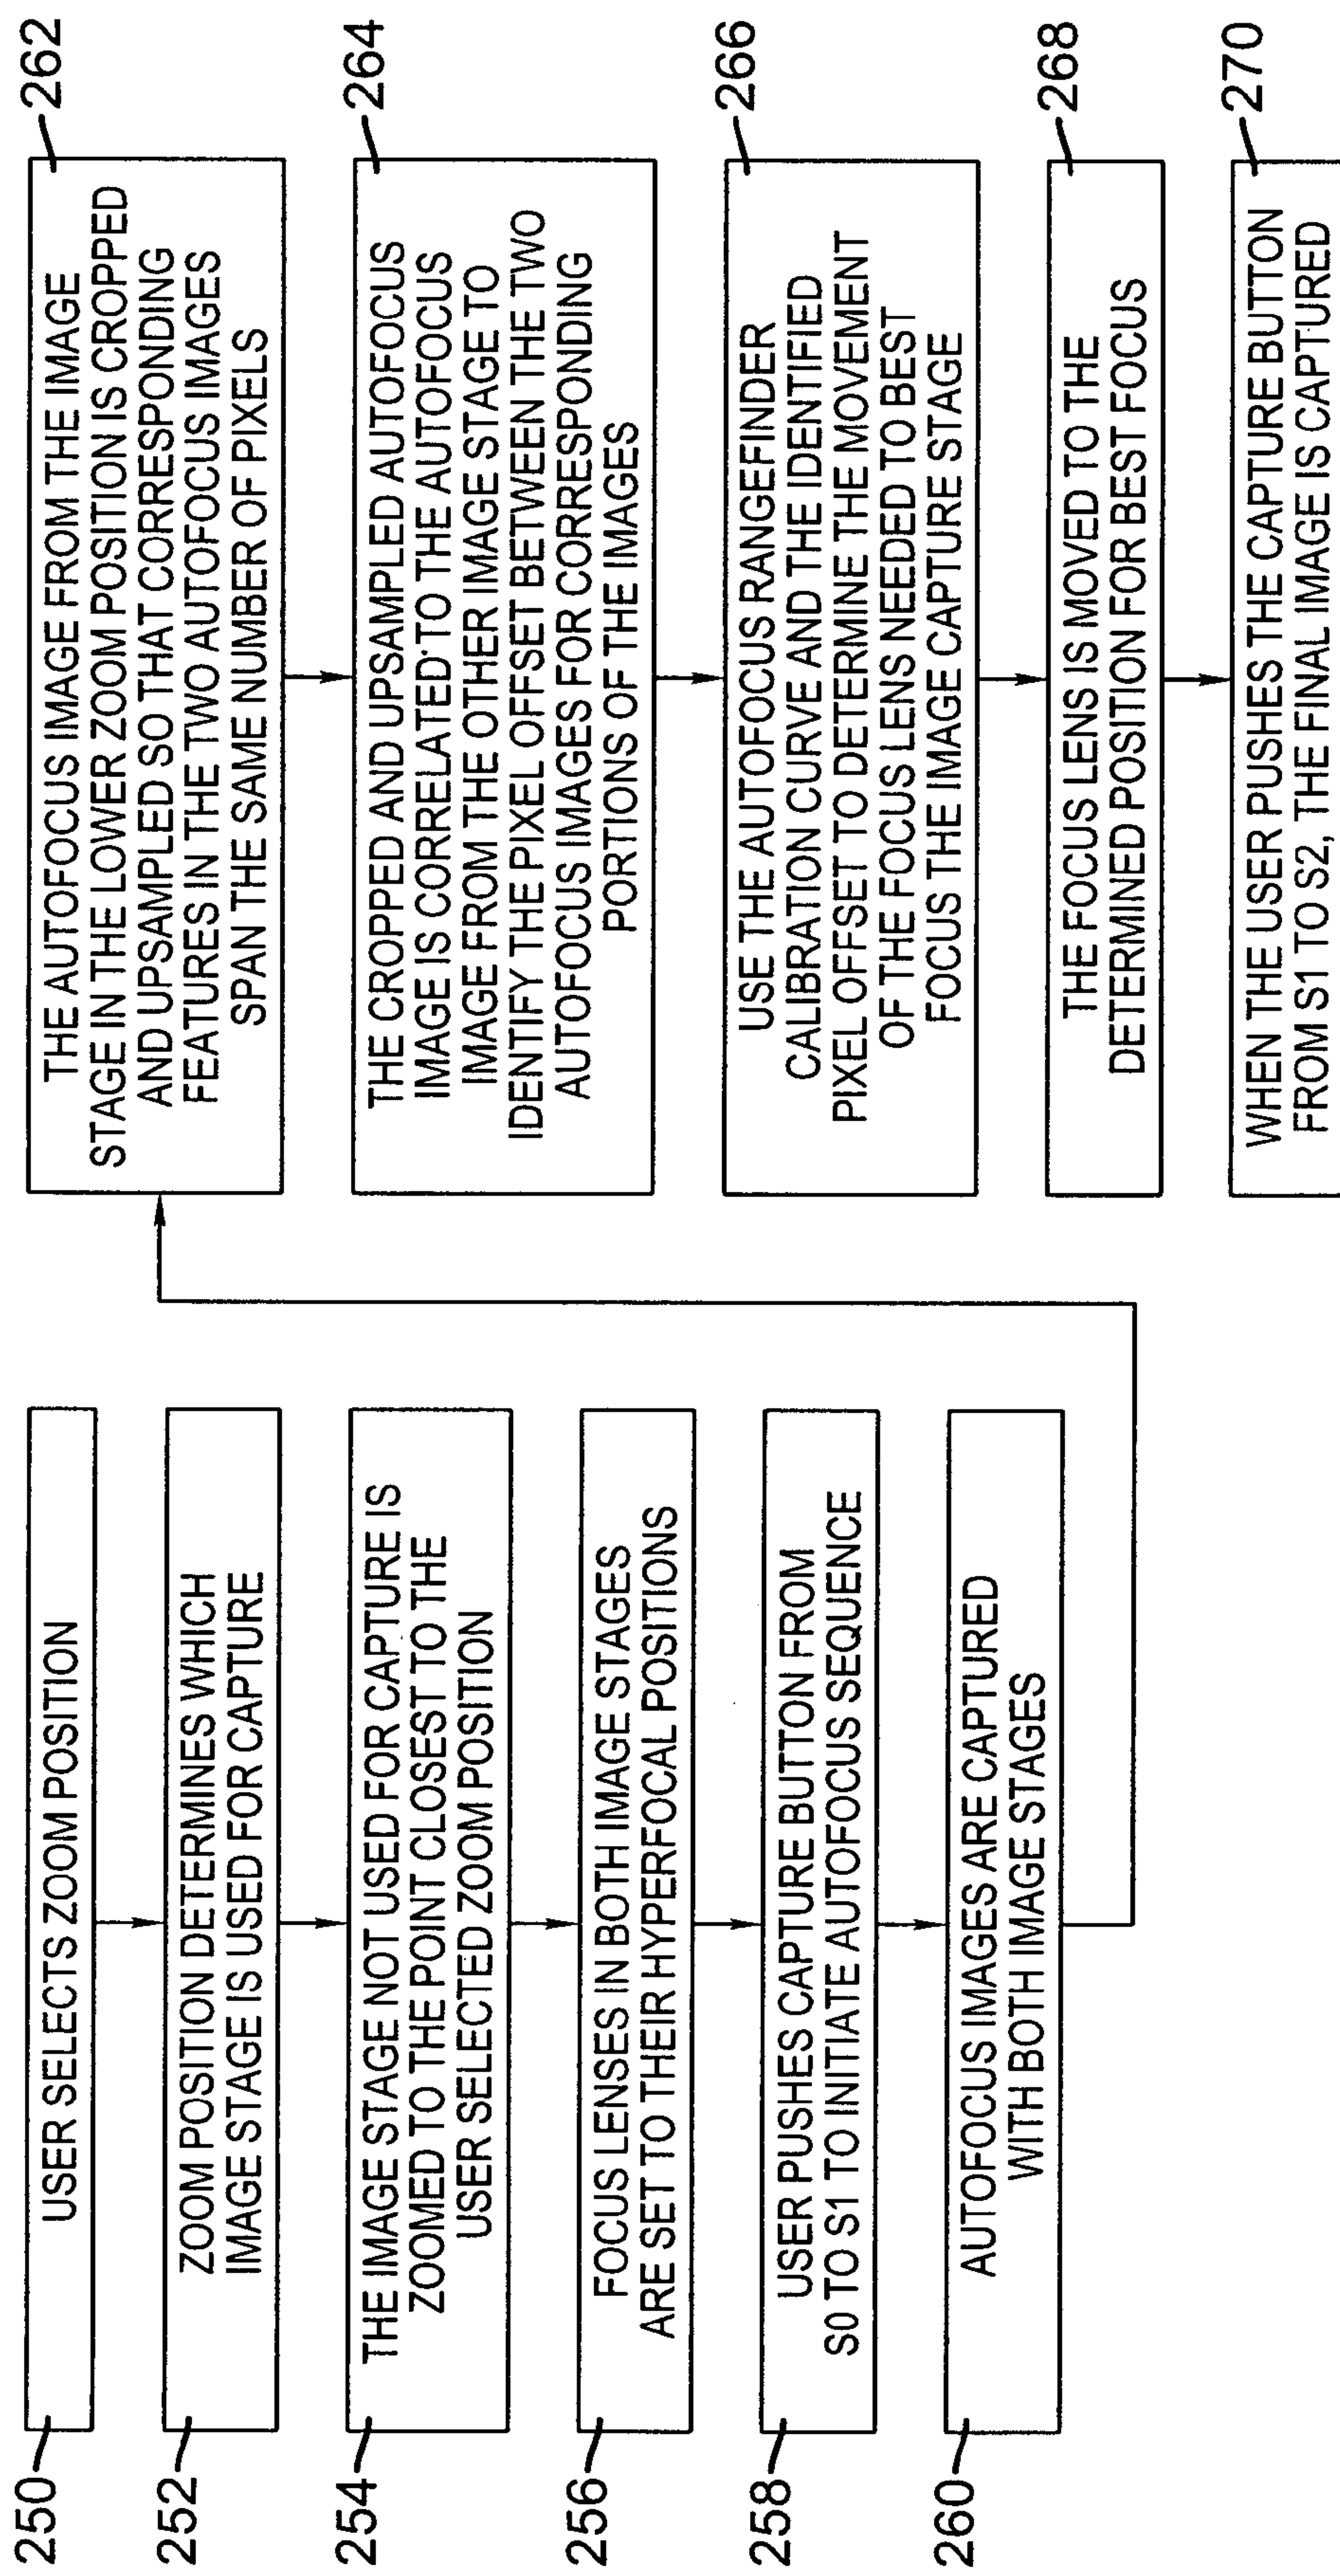 250
USER SELECTS ZOOM POSITION
252
ZOOM POSITION DETERMINES WHICH
IMAGE STAGE IS USED FOR CAPTURE
254
THE IMAGE STAGE NOT USED FOR CAPTURE IS
ZOOMED TO THE POINT CLOSEST TO THE
USER SELECTED ZOOM POSITION
256
FOCUS LENSES IN BOTH IMAGE STAGES
ARE SET TO THEIR HYPERFOCAL POSITIONS
258
USER PUSHES CAPTURE BUTTON FROM
S0 TO S1 TO INITIATE AUTOFOCUS SEQUENCE
260
AUTOFOCUS IMAGES ARE CAPTURED
WITH BOTH IMAGE STAGES
262
THE AUTOFOCUS IMAGE FROM THE IMAGE
STAGE IN THE LOWER ZOOM POSITION IS CROPPED
AND UPSAMPLED SO THAT CORRESPONDING
FEATURES IN THE TWO AUTOFOCUS IMAGES
SPAN THE SAME NUMBER OF PIXELS
264
THE CROPPED AND UPSAMPLED AUTOFOCUS
IMAGE IS CORRELATED TO THE AUTOFOCUS
IMAGE FROM THE OTHER IMAGE STAGE TO
IDENTIFY THE PIXEL OFFSET BETWEEN THE TWO
AUTOFOCUS IMAGES FOR CORRESPONDING
PORTIONS OF THE IMAGES
266
USE THE AUTOFOCUS RANGEFINDER
CALIBRATION CURVE AND THE IDENTIFIED
PIXEL OFFSET TO DETERMINE THE MOVEMENT
OF THE FOCUS LENS NEEDED TO BEST
FOCUS THE IMAGE CAPTURE STAGE
268
THE FOCUS LENS IS MOVED TO THE
DETERMINED POSITION FOR BEST FOCUS
270
WHEN THE USER PUSHES THE CAPTURE BUTTON
FROM S1 TO S2, THE FINAL IMAGE IS CAPTURED